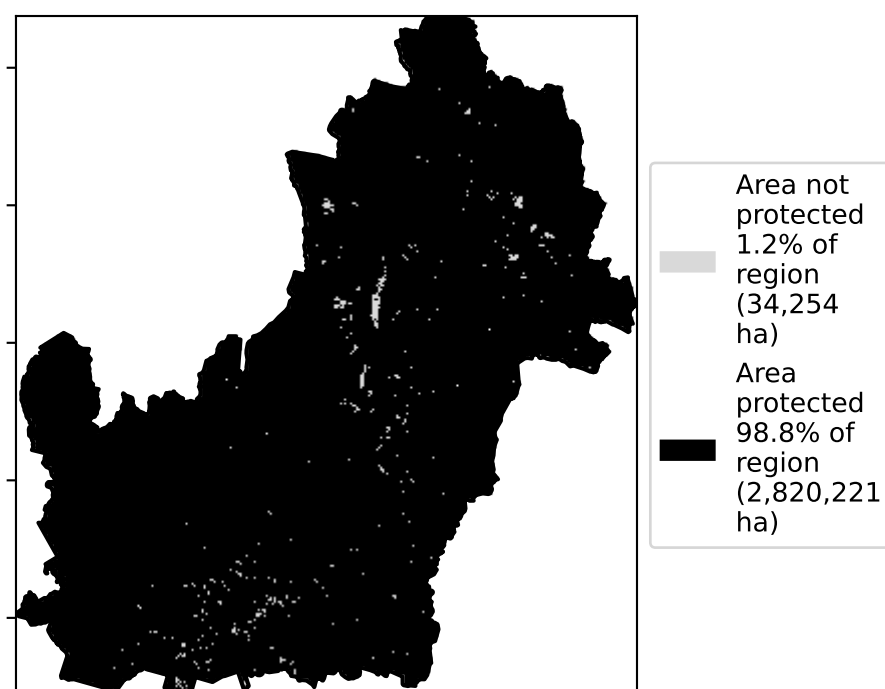 Area not
protected
1.2% of
region
(34,254
ha)
Area
protected
98.8% of
region
(2,820,221
ha)